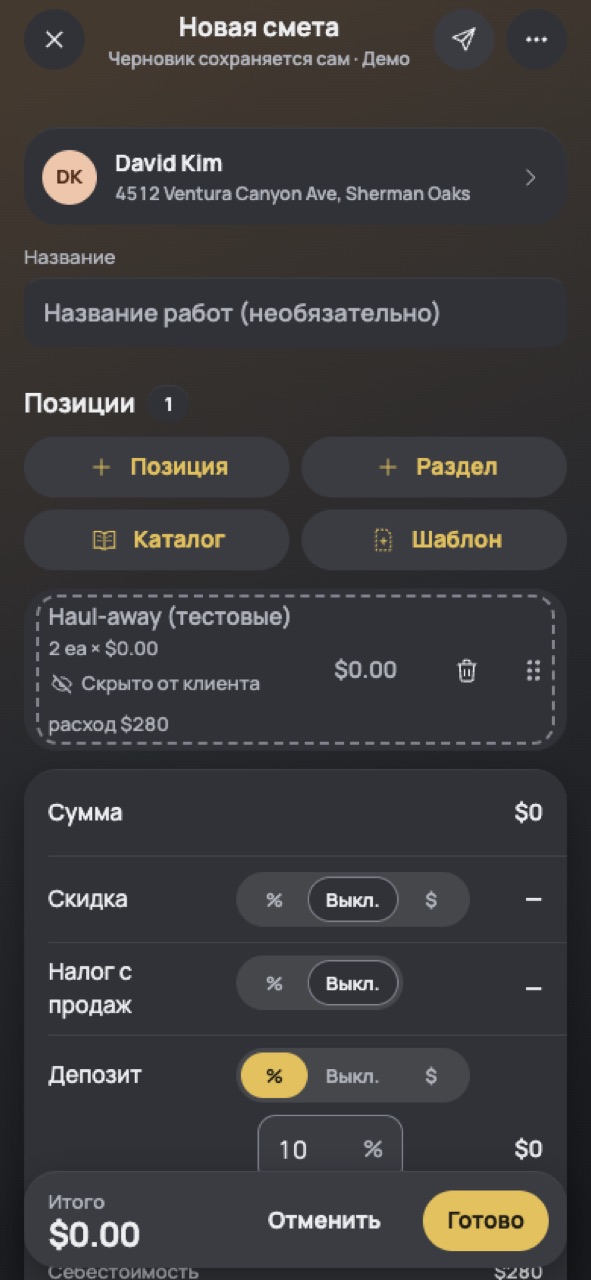 Новая смета
Черновик сохраняется сам · Демо
DK
David Kim
4512 Ventura Canyon Ave, Sherman Oaks
Название
Название работ (необязательно)
Позиции 1
+ Позиция
+ Раздел
Каталог
Шаблон
Haul-away (тестовые)
2 ea × $0.00
$0.00
Скрыто от клиента
расход $280
Сумма $0
Скидка % Выкл. $ –
Налог с
продаж
% Выкл. –
Депозит % Выкл. $
10 % $0
Итого
$0.00
Отменить
Готово
Себестоимость $280